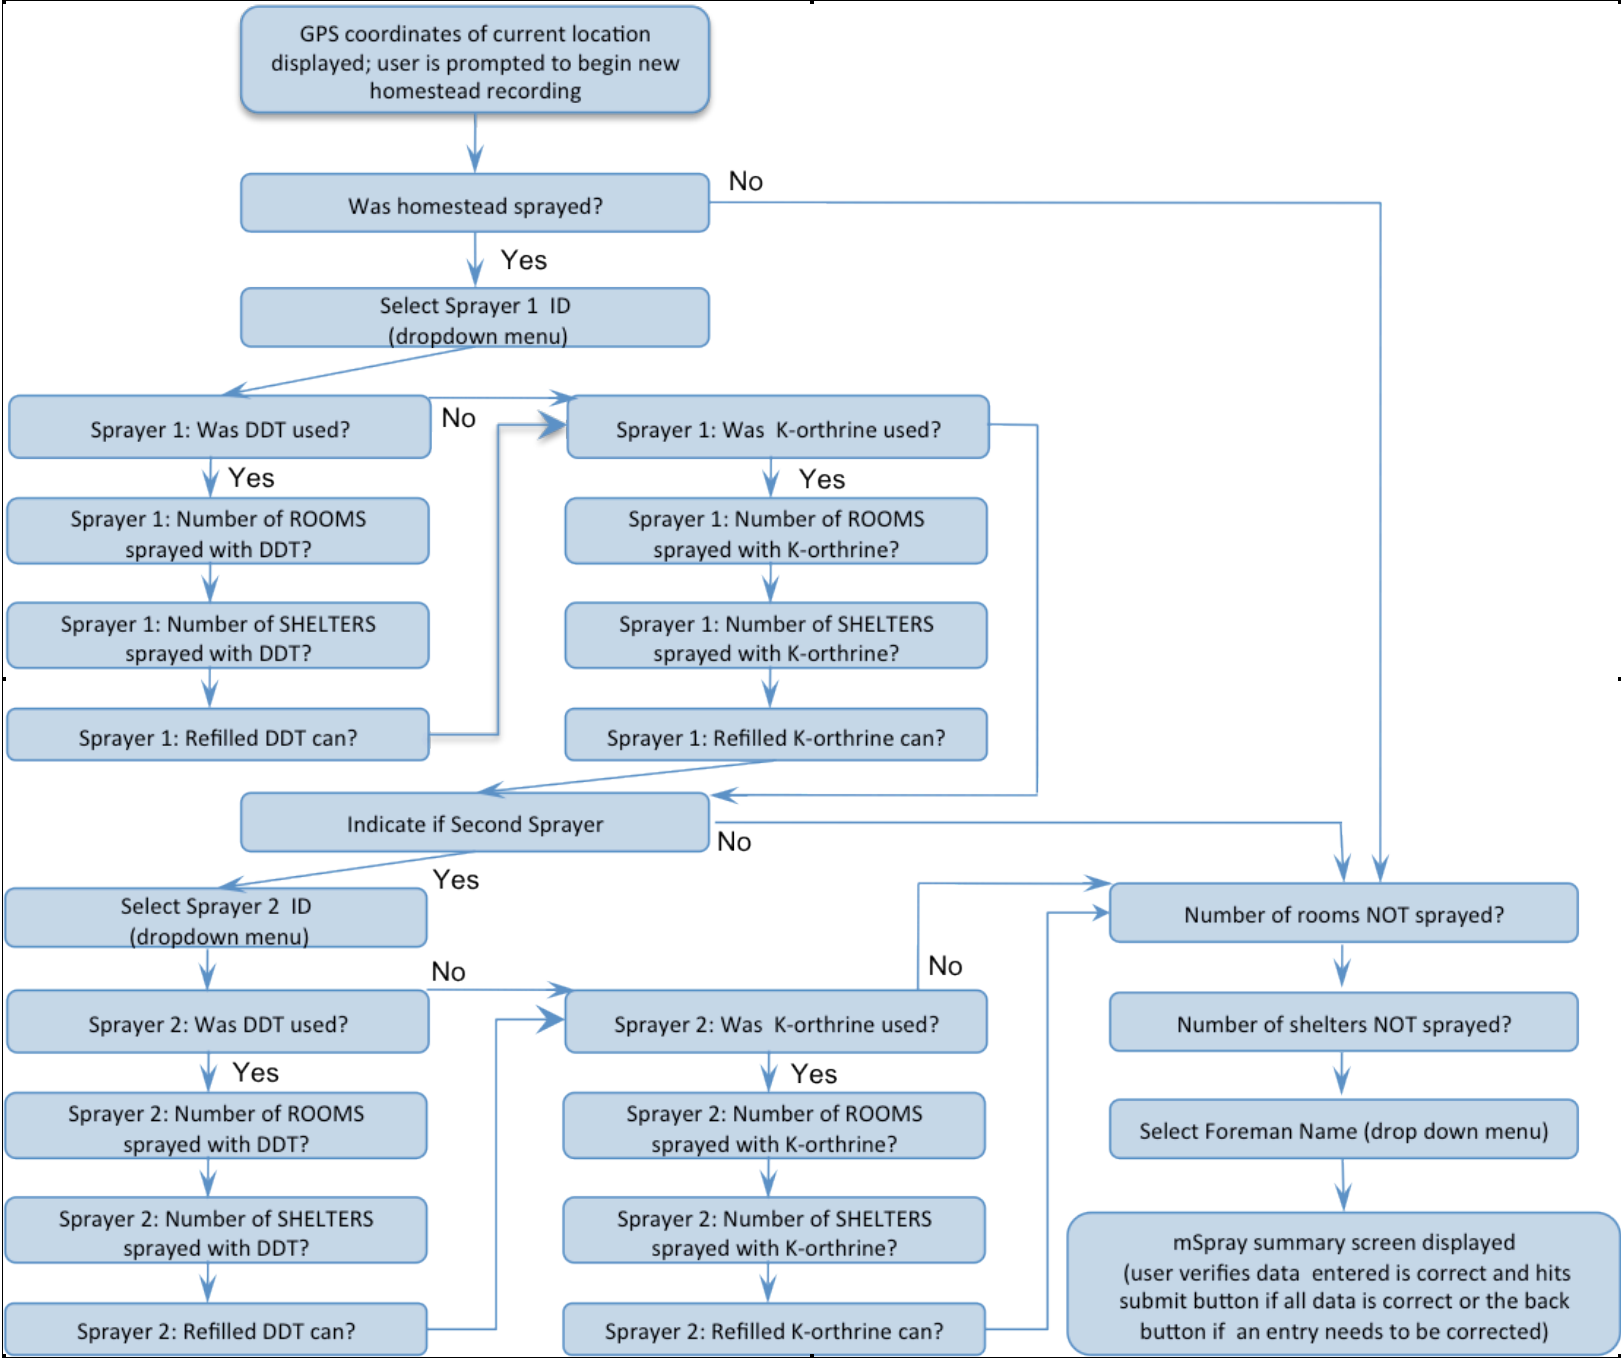 GPS coordinates of current location
displayed; user is prompted to begin new
homestead recording
No
Was homestead sprayed?
Yes
Select Sprayer 1 ID
(dropdown menu)
Sprayer 1: Was DDT used?
No
Sprayer 1: Was K-orthrine used?
Yes
Yes
Sprayer 1: Number of ROOMS
sprayed with DDT?
Sprayer 1: Number of ROOMS
sprayed with K-orthrine?
Sprayer 1: Number of SHELTERS
sprayed with DDT?
Sprayer 1: Number of SHELTERS
sprayed with K-orthrine?
Sprayer 1: Refilled DDT can?
Sprayer 1: Refilled K-orthrine can?
Indicate if Second Sprayer
No
Yes
Select Sprayer 2 ID
(dropdown menu)
Number of rooms NOT sprayed?
No
No
Sprayer 2: Was DDT used?
Sprayer 2: Was K-orthrine used?
Number of shelters NOT sprayed?
Yes
Yes
Sprayer 2: Number of ROOMS
sprayed with DDT?
Sprayer 2: Number of ROOMS
sprayed with K-orthrine?
Select Foreman Name (drop down menu)
Sprayer 2: Number of SHELTERS
sprayed with DDT?
Sprayer 2: Number of SHELTERS
sprayed with K-orthrine?
mSpray summary screen displayed
(user verifies data entered is correct and hits
submit button if all data is correct or the back
button if an entry needs to be corrected)
Sprayer 2: Refilled DDT can?
Sprayer 2: Refilled K-orthrine can?